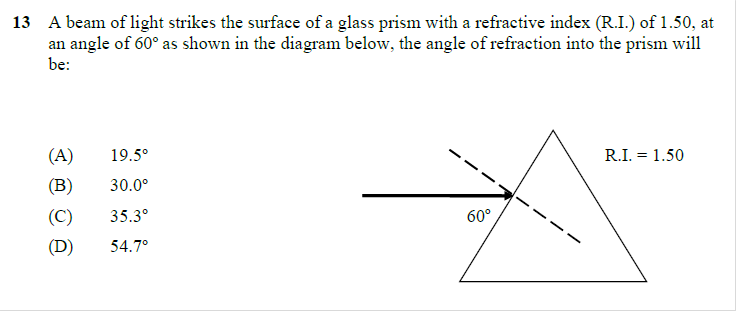 13 A beam of light strikes the surface of a glass prism with a refractive index (R.I.) of 1.50, at
an angle of 60° as shown in the diagram below, the angle of refraction into the prism will
be:
(A) 19.5°
(B) 30.0°
(C) 35.3°
(D) 54.7°
R.I. = 1.50
60°